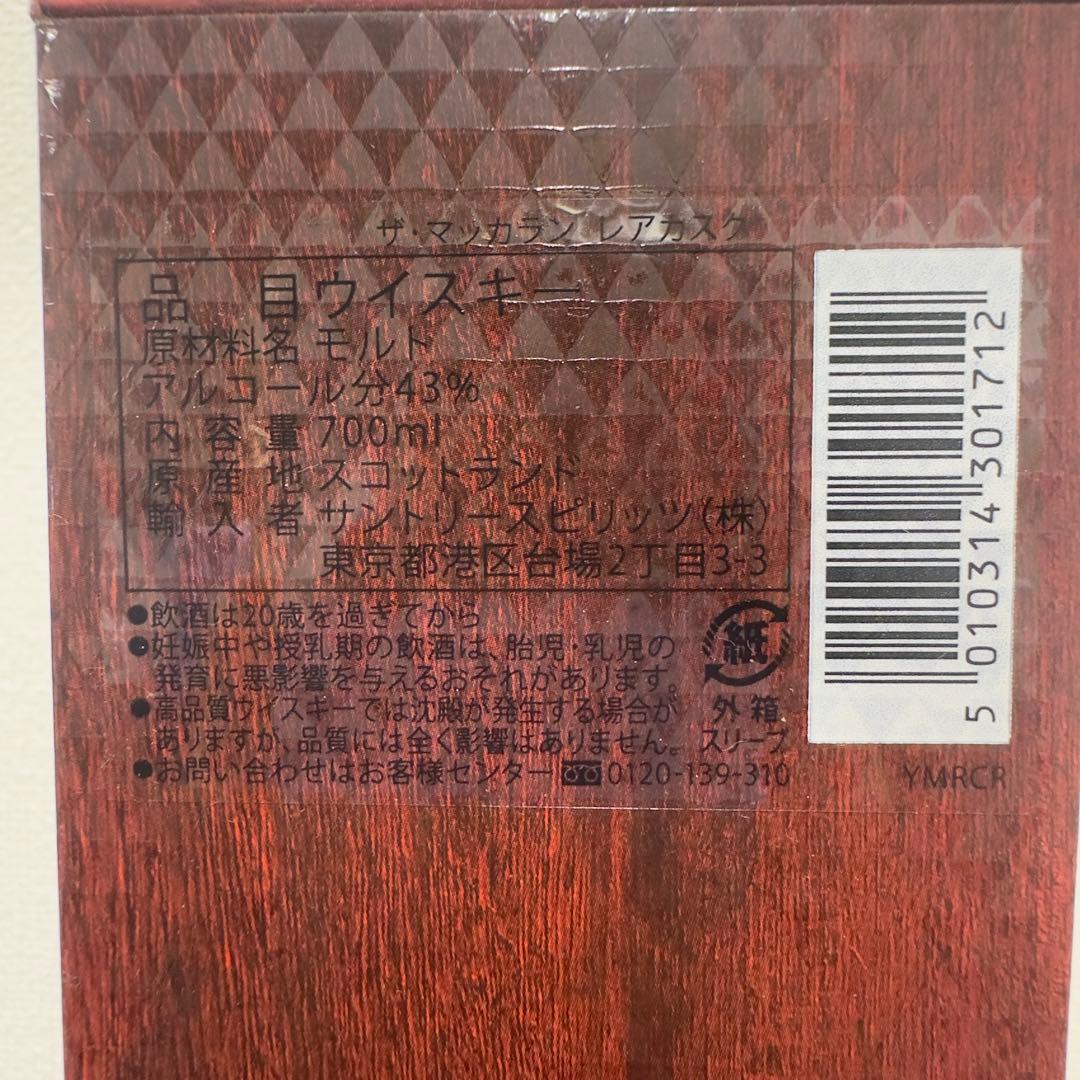 ザ・マッカラン レアカスク
品目 ウイスキー
原材料名 モルト
アルコール分 43%
内容量 700ml
原産地 スコットランド
輸入者 サントリースピリッツ(株)
東京都港区台場2丁目3-3
●飲酒は20歳を過ぎてから
●妊娠中や授乳期の飲酒は、胎児・乳児の
発育に悪影響を与えるおそれがあります。
●高品質ウイスキーでは沈殿が発生する場合が
ありますが、品質には全く影響はありません。
●お問い合わせはお客様センター 0120-139-310
紙
外箱
スリーブ
5 010314 301712
YMRCR